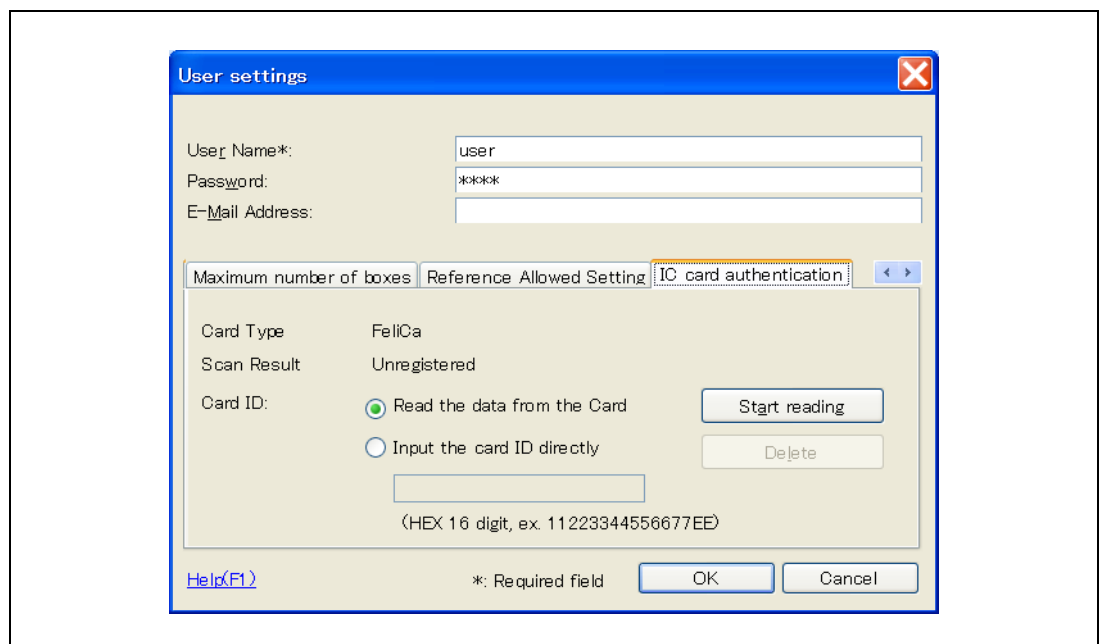 User settings
User Name*: user
Password: ****
E-Mail Address:
Maximum number of boxes Reference Allowed Setting IC card authentication
Card Type FeliCa
Scan Result Unregistered
Card ID: Read the data from the Card Start reading
Input the card ID directly Delete
(HEX 16 digit, ex. 11223344556677EE)
Help(F1) *: Required field OK Cancel